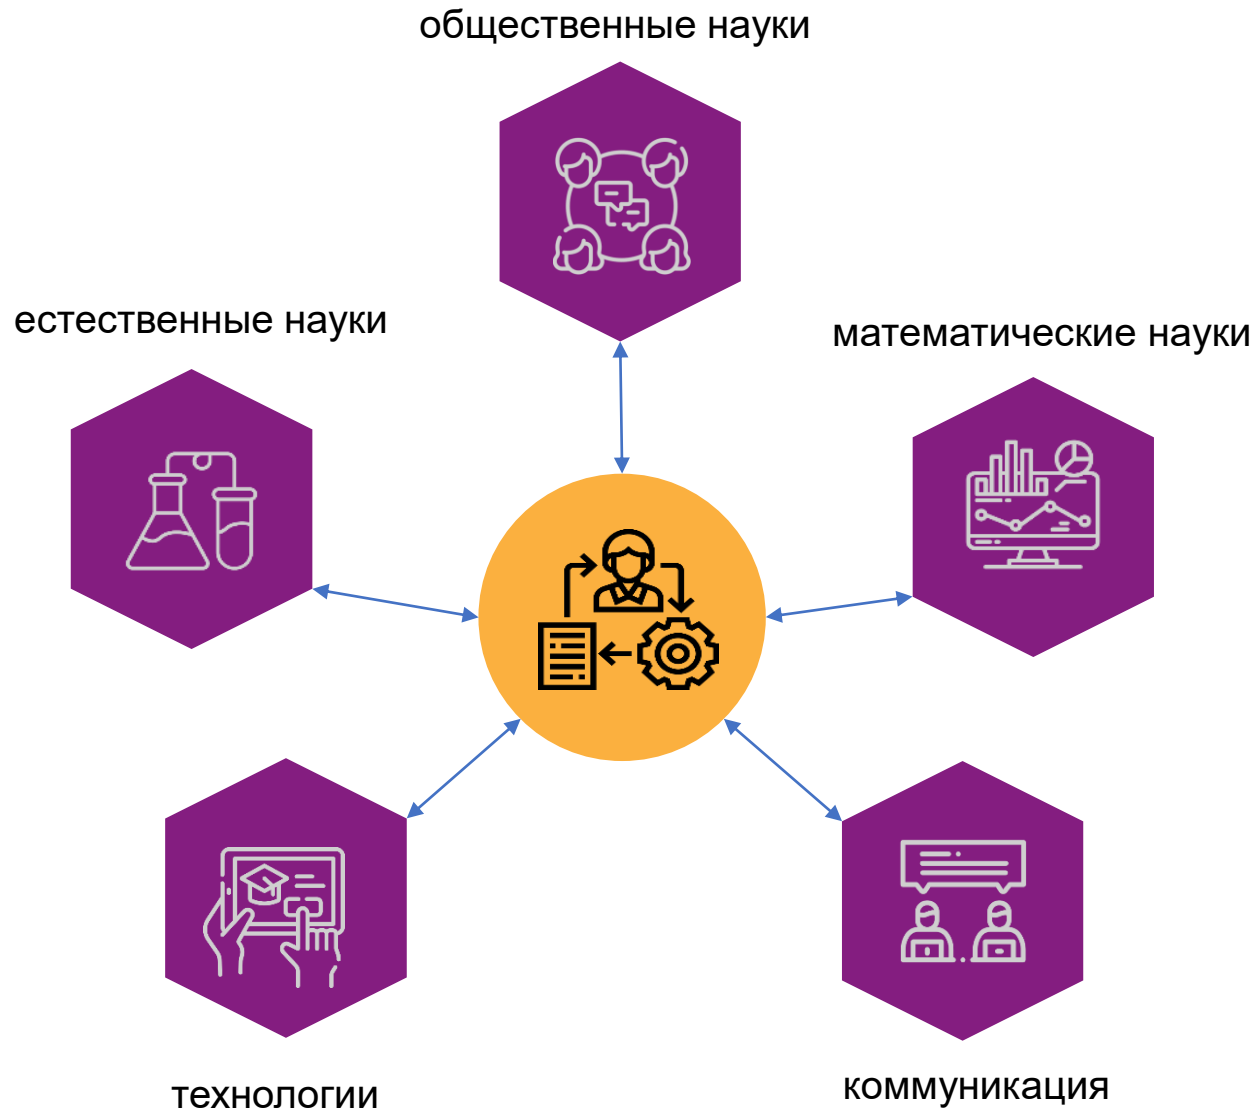 общественные науки
естественные науки
математические науки
технологии
коммуникация